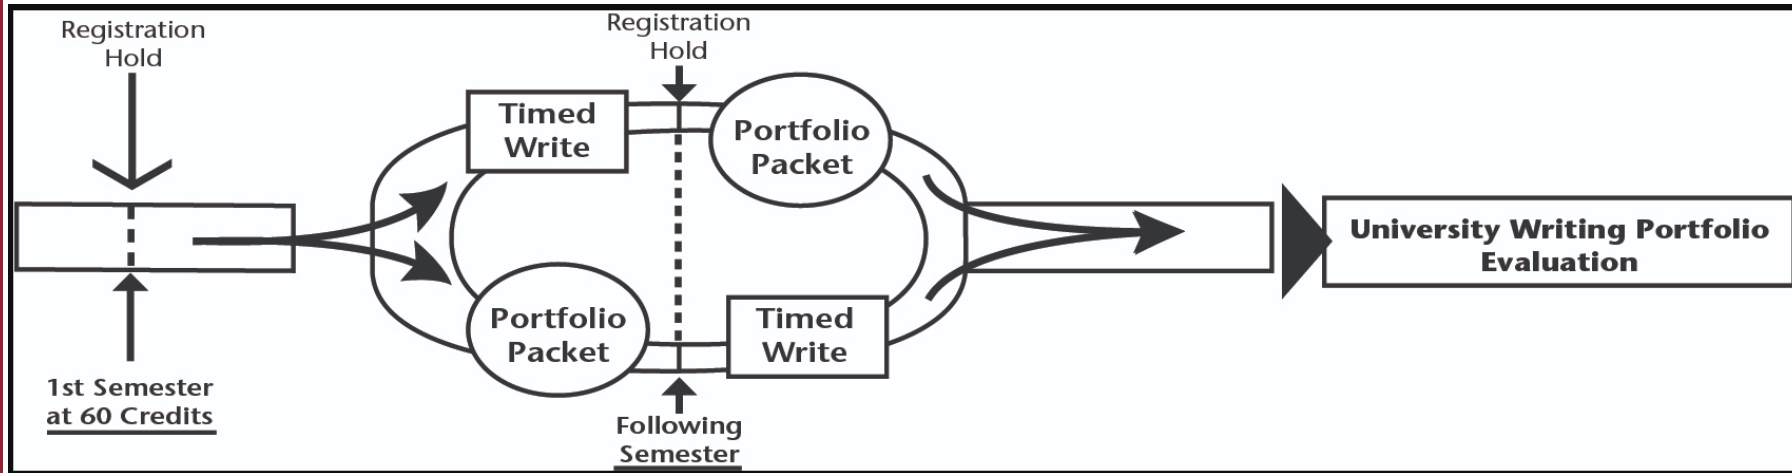 Registration
Hold
1st Semester
at 60 Credits
Timed
Write
Portfolio
Packet
Registration
Hold
Following
Semester
Portfolio
Packet
Timed
Write
University Writing Portfolio
Evaluation